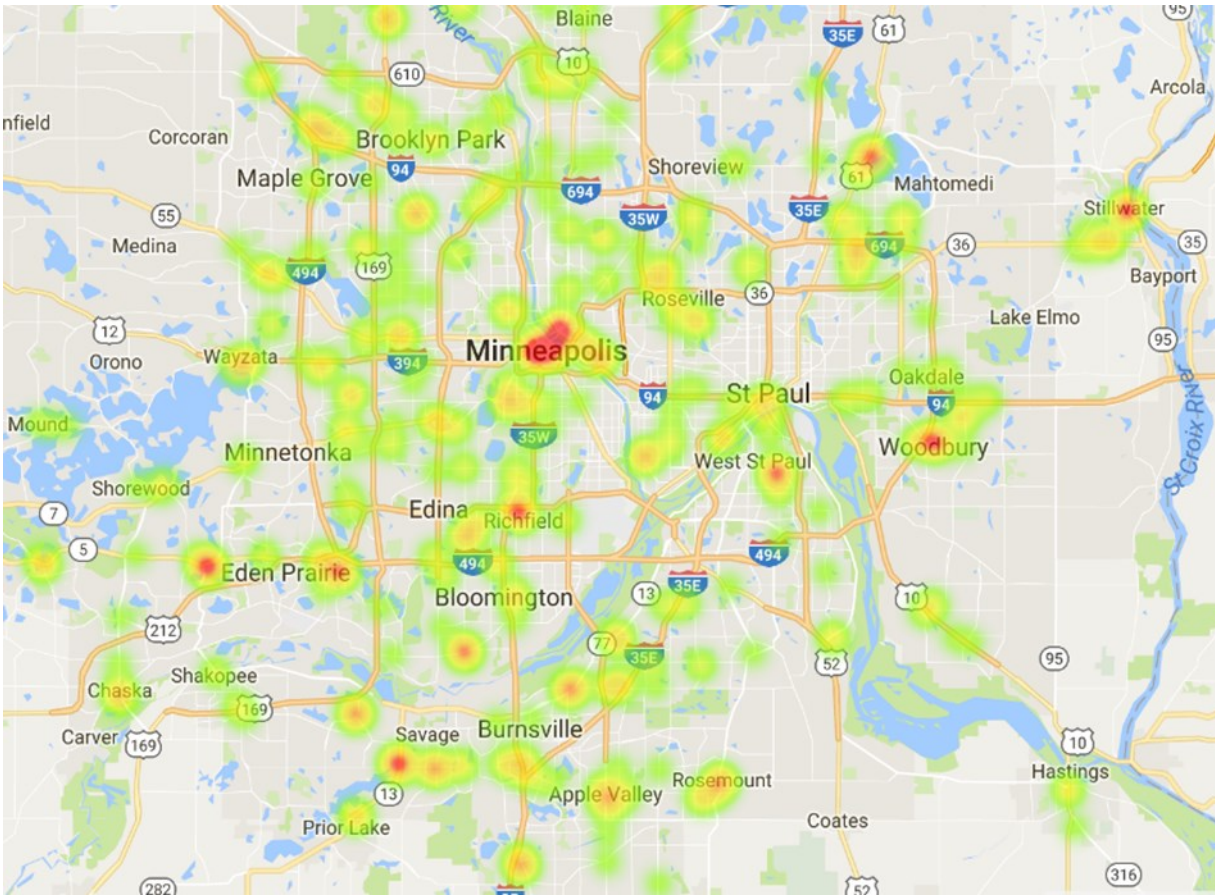 River
Blaine
35E
61
95
10
610
Arcola
nfield
Corcoran
Brooklyn Park
94
Shoreview
61
Maple Grove
694
Mahtomedi
35W
35E
Stillwater
55
Medina
694
36
35
494
169
Bayport
Roseville
36
12
Lake Elmo
Orono
Wayzata
Minneapolis
394
95
Oakdale
94
St Paul
94
Mound
35W
Minnetonka
Woodbury
West St Paul
St Croix River
Shorewood
7
Edina
Richfield
5
494
494
Eden Prairie
35E
Bloomington
13
10
212
77
35E
52
95
Shakopee
Chaska
169
Burnsville
Carver
169
Savage
10
Hastings
13
Apple Valley
Rosemount
Prior Lake
Coates
316
282
52